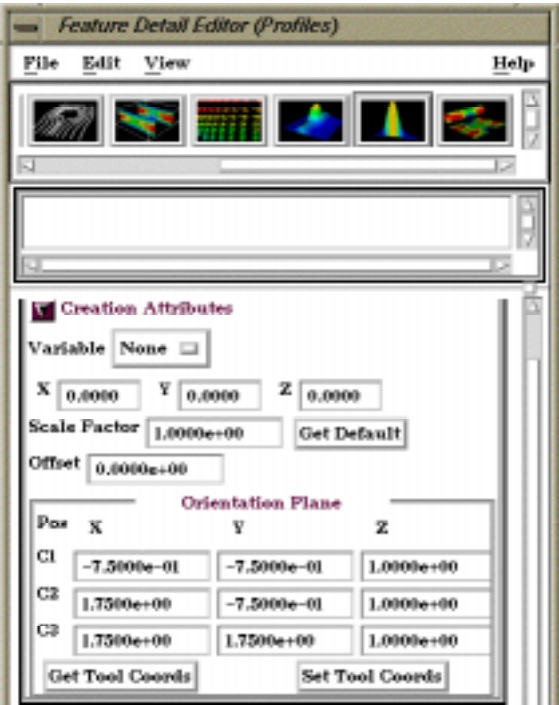 Feature Detail Editor (Profiles)
File Edit View Help
Creation Attributes
Variable None
X 0.0000 Y 0.0000 Z 0.0000
Scale Factor 1.0000e+00 Get Default
Offset 0.0000e+00
Orientation Plane
Pos X Y Z
C1 -7.5000e-01 -7.5000e-01 1.0000e+00
C2 1.7500e+00 -7.5000e-01 1.0000e+00
C3 1.7500e+00 1.7500e+00 1.0000e+00
Get Tool Coords Set Tool Coords